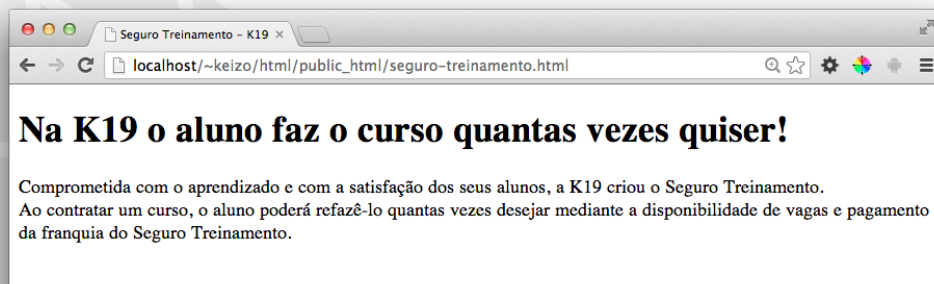 Seguro Treinamento – K19
localhost/~keizo/html/public_html/seguro-treinamento.html
Na K19 o aluno faz o curso quantas vezes quiser!
Comprometida com o aprendizado e com a satisfação dos seus alunos, a K19 criou o Seguro Treinamento.
Ao contratar um curso, o aluno poderá refazê-lo quantas vezes desejar mediante a disponibilidade de vagas e pagamento
da franquia do Seguro Treinamento.